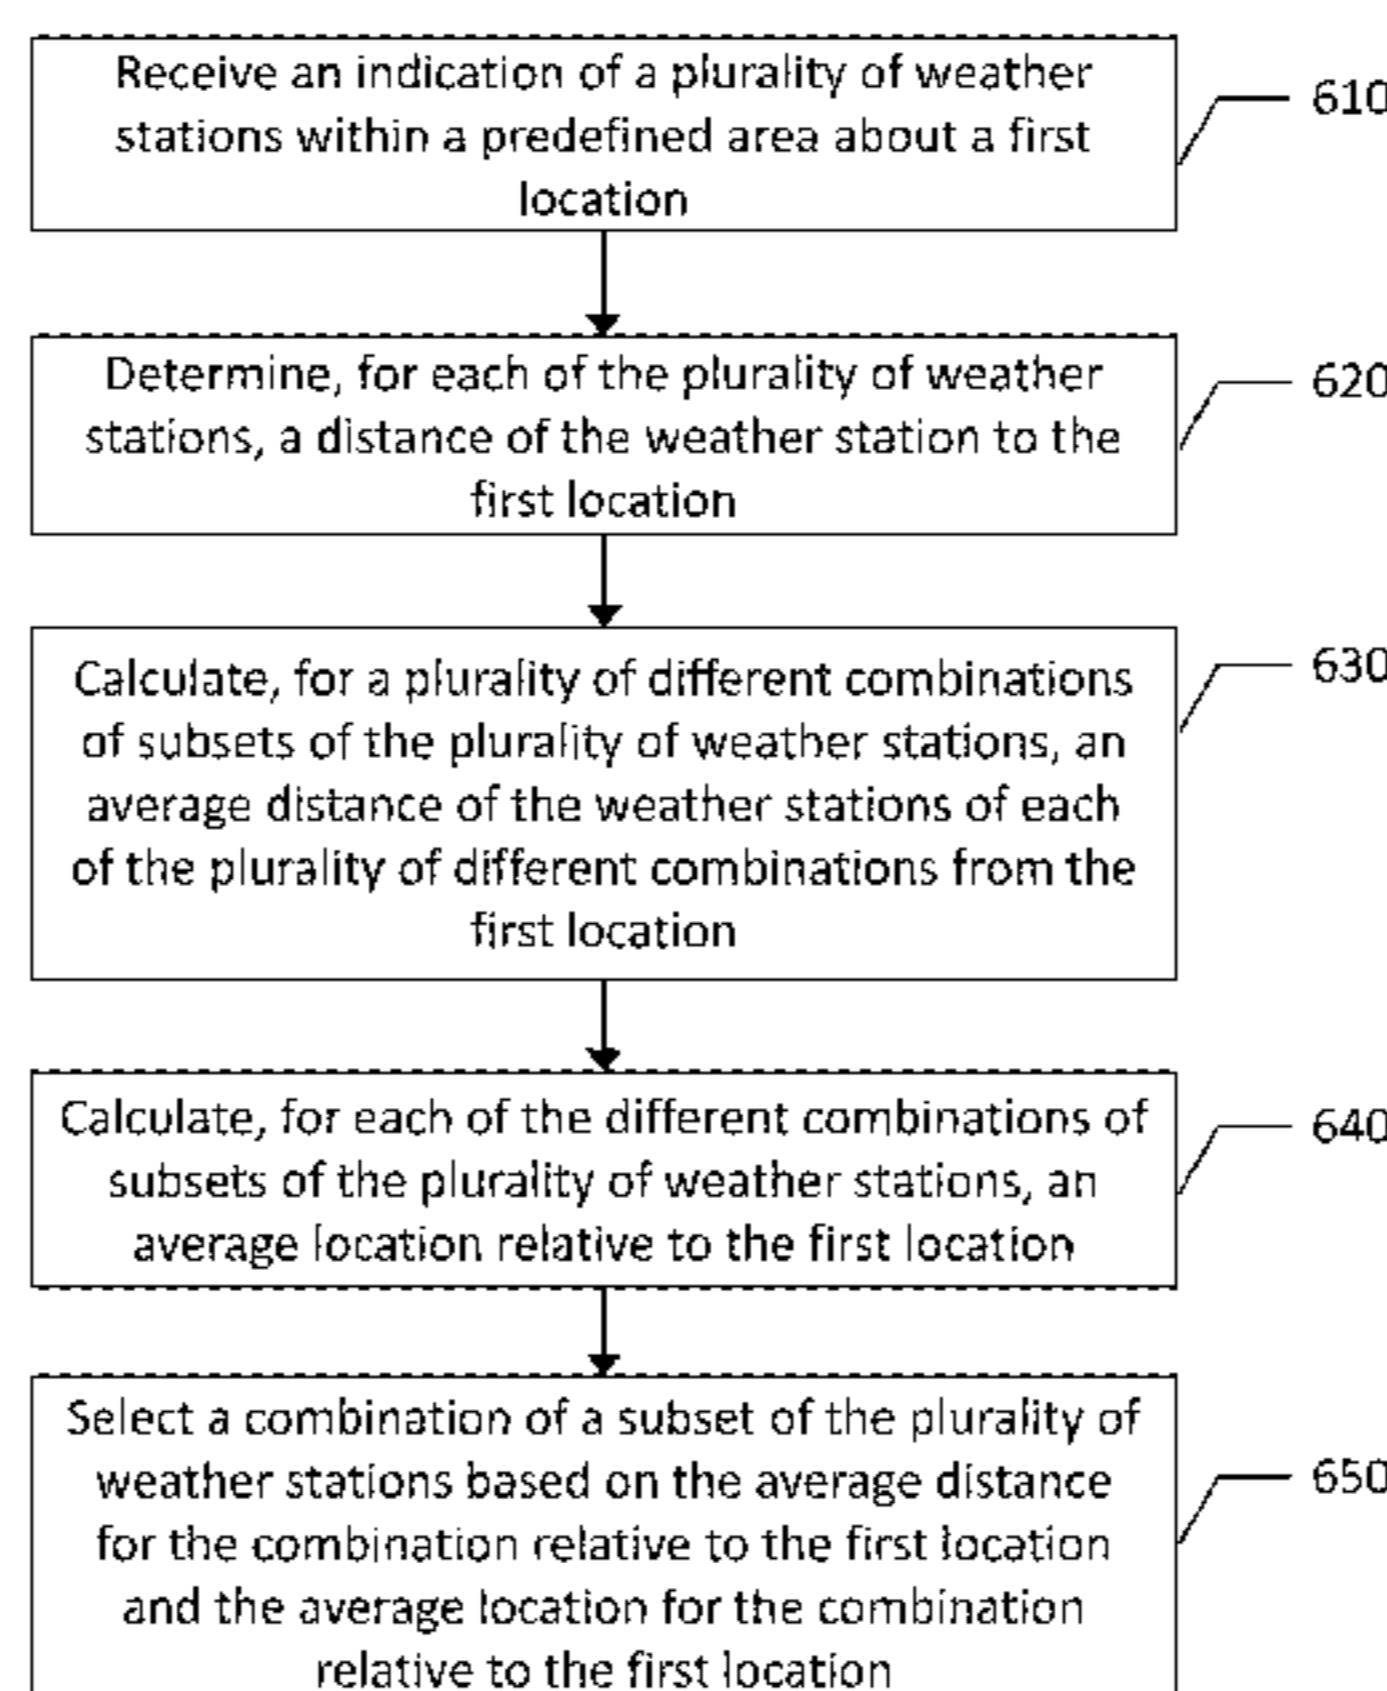 Receive an indication of a plurality of weather
stations within a predefined area about a first
location
610
Determine, for each of the plurality of weather
stations, a distance of the weather station to the
first location
620
Calculate, for a plurality of different combinations
of subsets of the plurality of weather stations, an
average distance of the weather stations of each
of the plurality of different combinations from the
first location
630
Calculate, for each of the different combinations of
subsets of the plurality of weather stations, an
average location relative to the first location
640
Select a combination of a subset of the plurality of
weather stations based on the average distance
for the combination relative to the first location
and the average location for the combination
relative to the first location
650